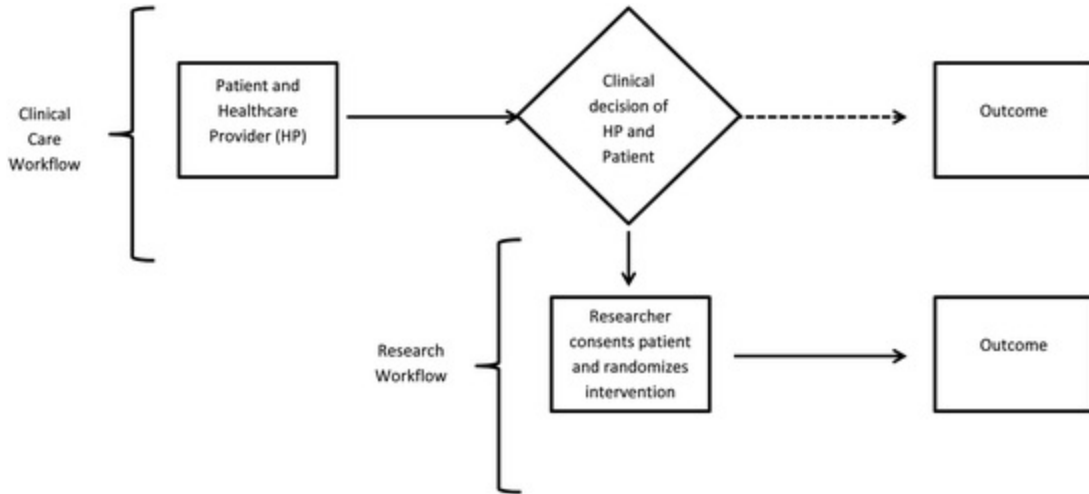 Clinical
Care
Workflow
Patient and
Healthcare
Provider (HP)
Clinical
decision of
HP and
Patient
Outcome
Research
Workflow
Researcher
consents patient
and randomizes
intervention
Outcome